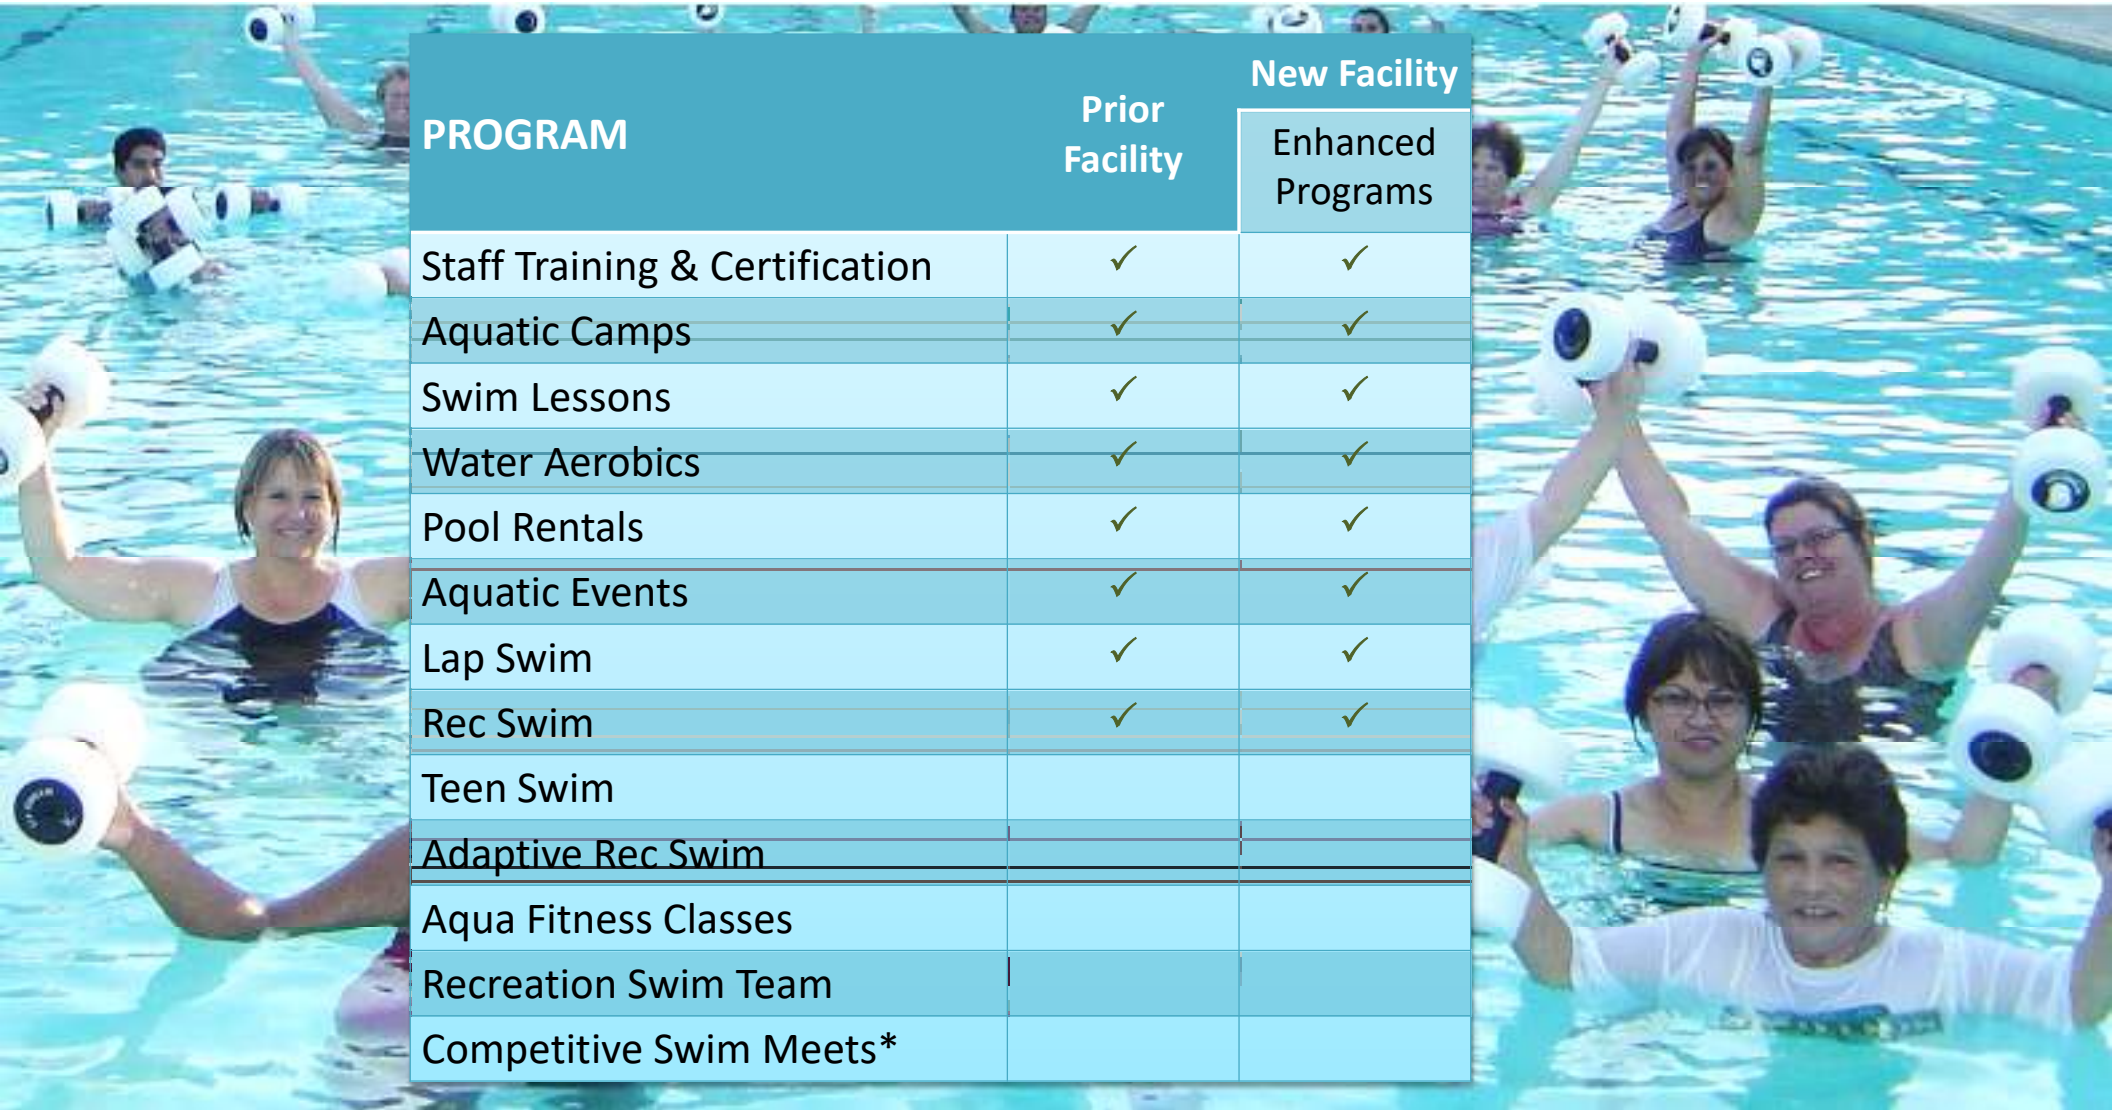 PROGRAM
Prior
Facility
New Facility
Enhanced
Programs
Staff Training & Certification ✓ ✓
Aquatic Camps ✓ ✓
Swim Lessons ✓ ✓
Water Aerobics ✓ ✓
Pool Rentals ✓ ✓
Aquatic Events ✓ ✓
Lap Swim ✓ ✓
Rec Swim ✓ ✓
Teen Swim
Adaptive Rec Swim
Aqua Fitness Classes
Recreation Swim Team
Competitive Swim Meets*